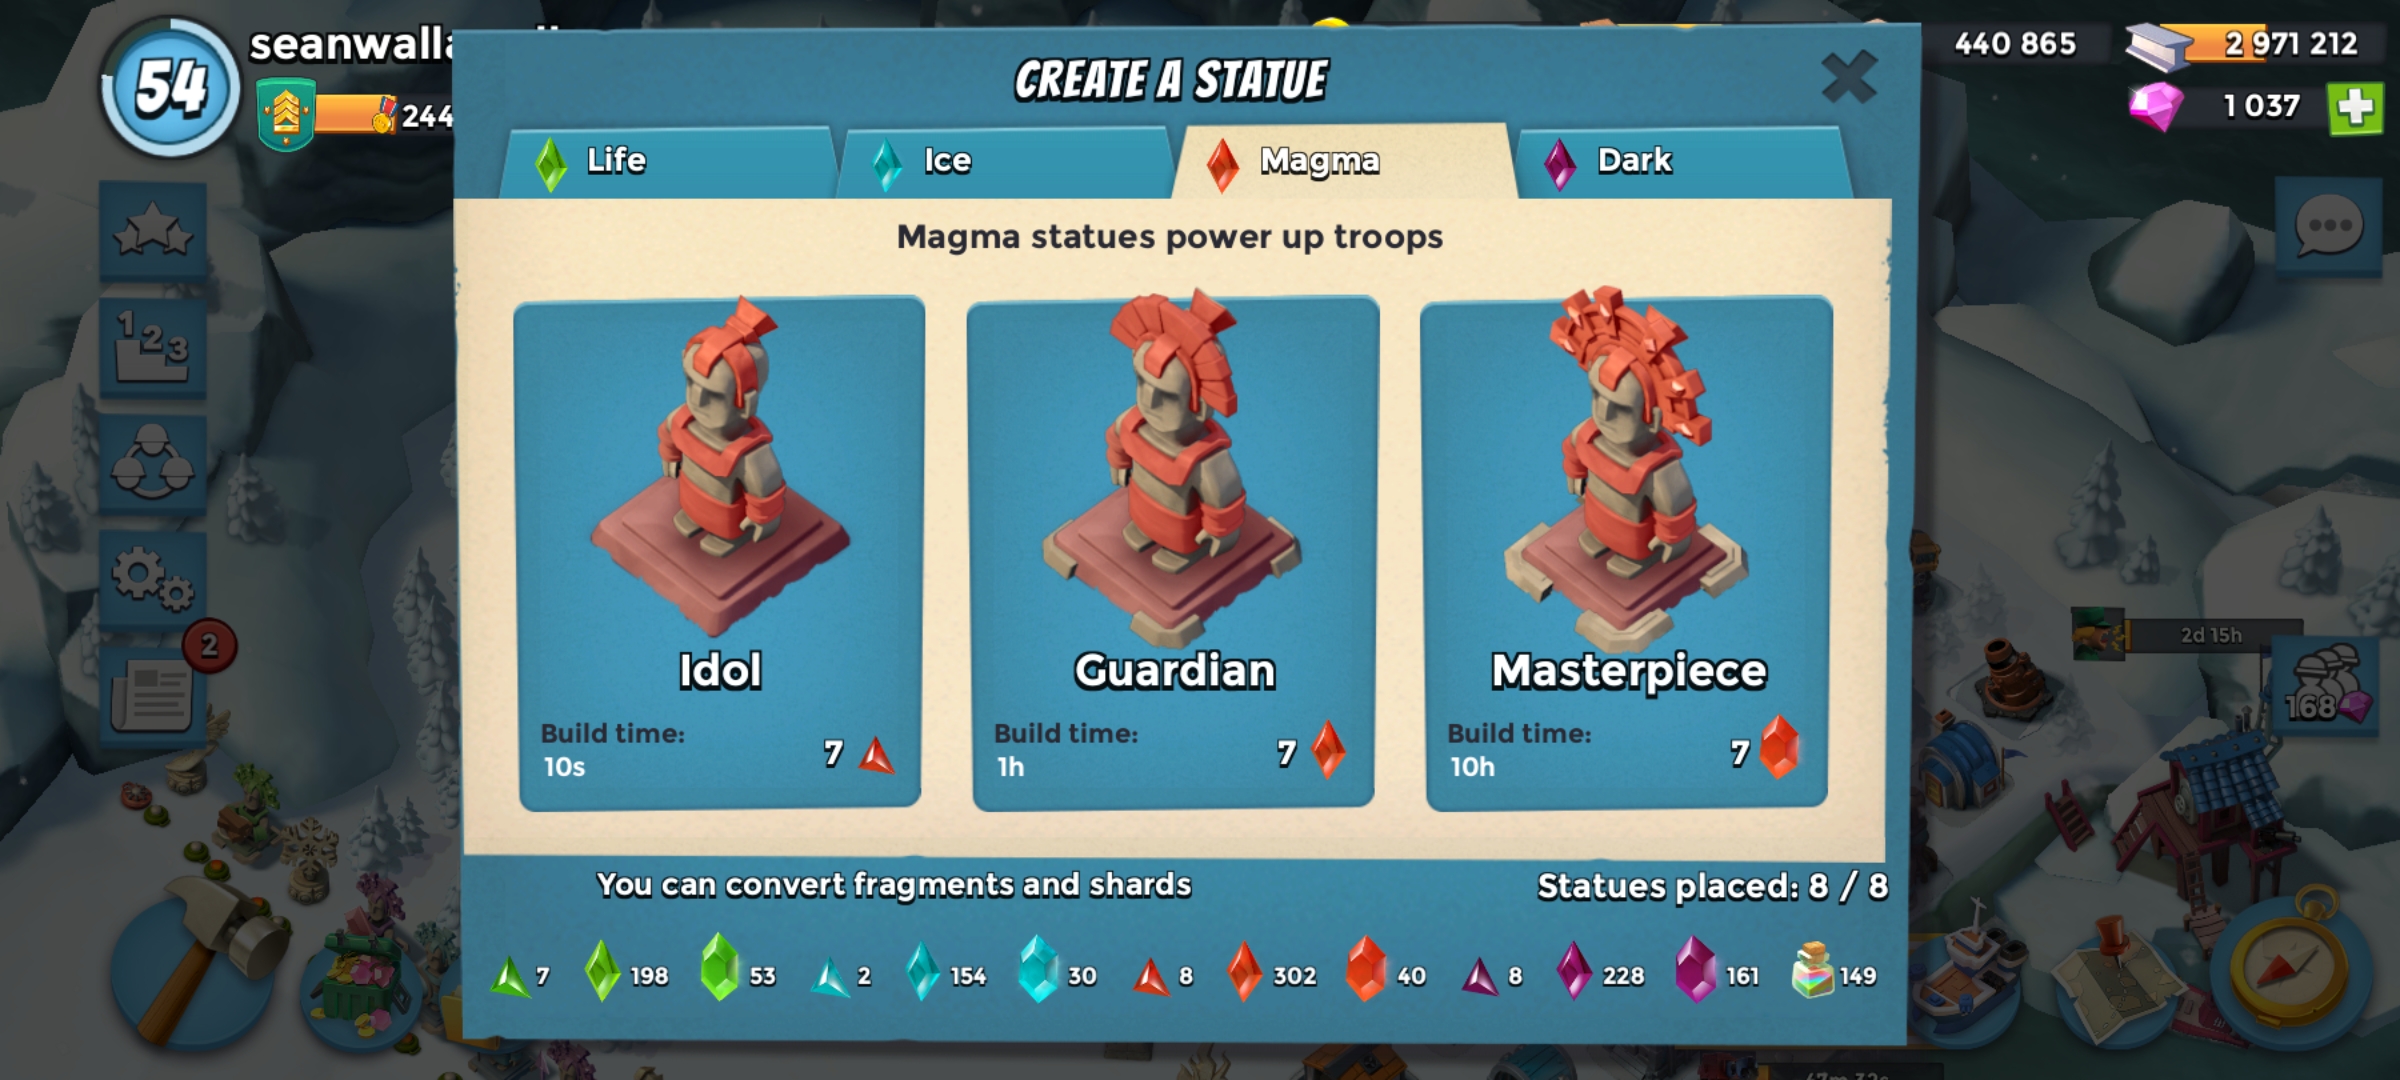 54
244
440 865
2 971 212
1 037
CREATE A STATUE
Life
Ice
Magma
Dark
Magma statues power up troops
1 2 3
2
Idol
Build time:
10s
7
Guardian
Build time:
1h
7
Masterpiece
Build time:
10h
7
2d 15h
168
You can convert fragments and shards
Statues placed: 8 / 8
7 198 53 2 154 30 8 302 40 8 228 161 149